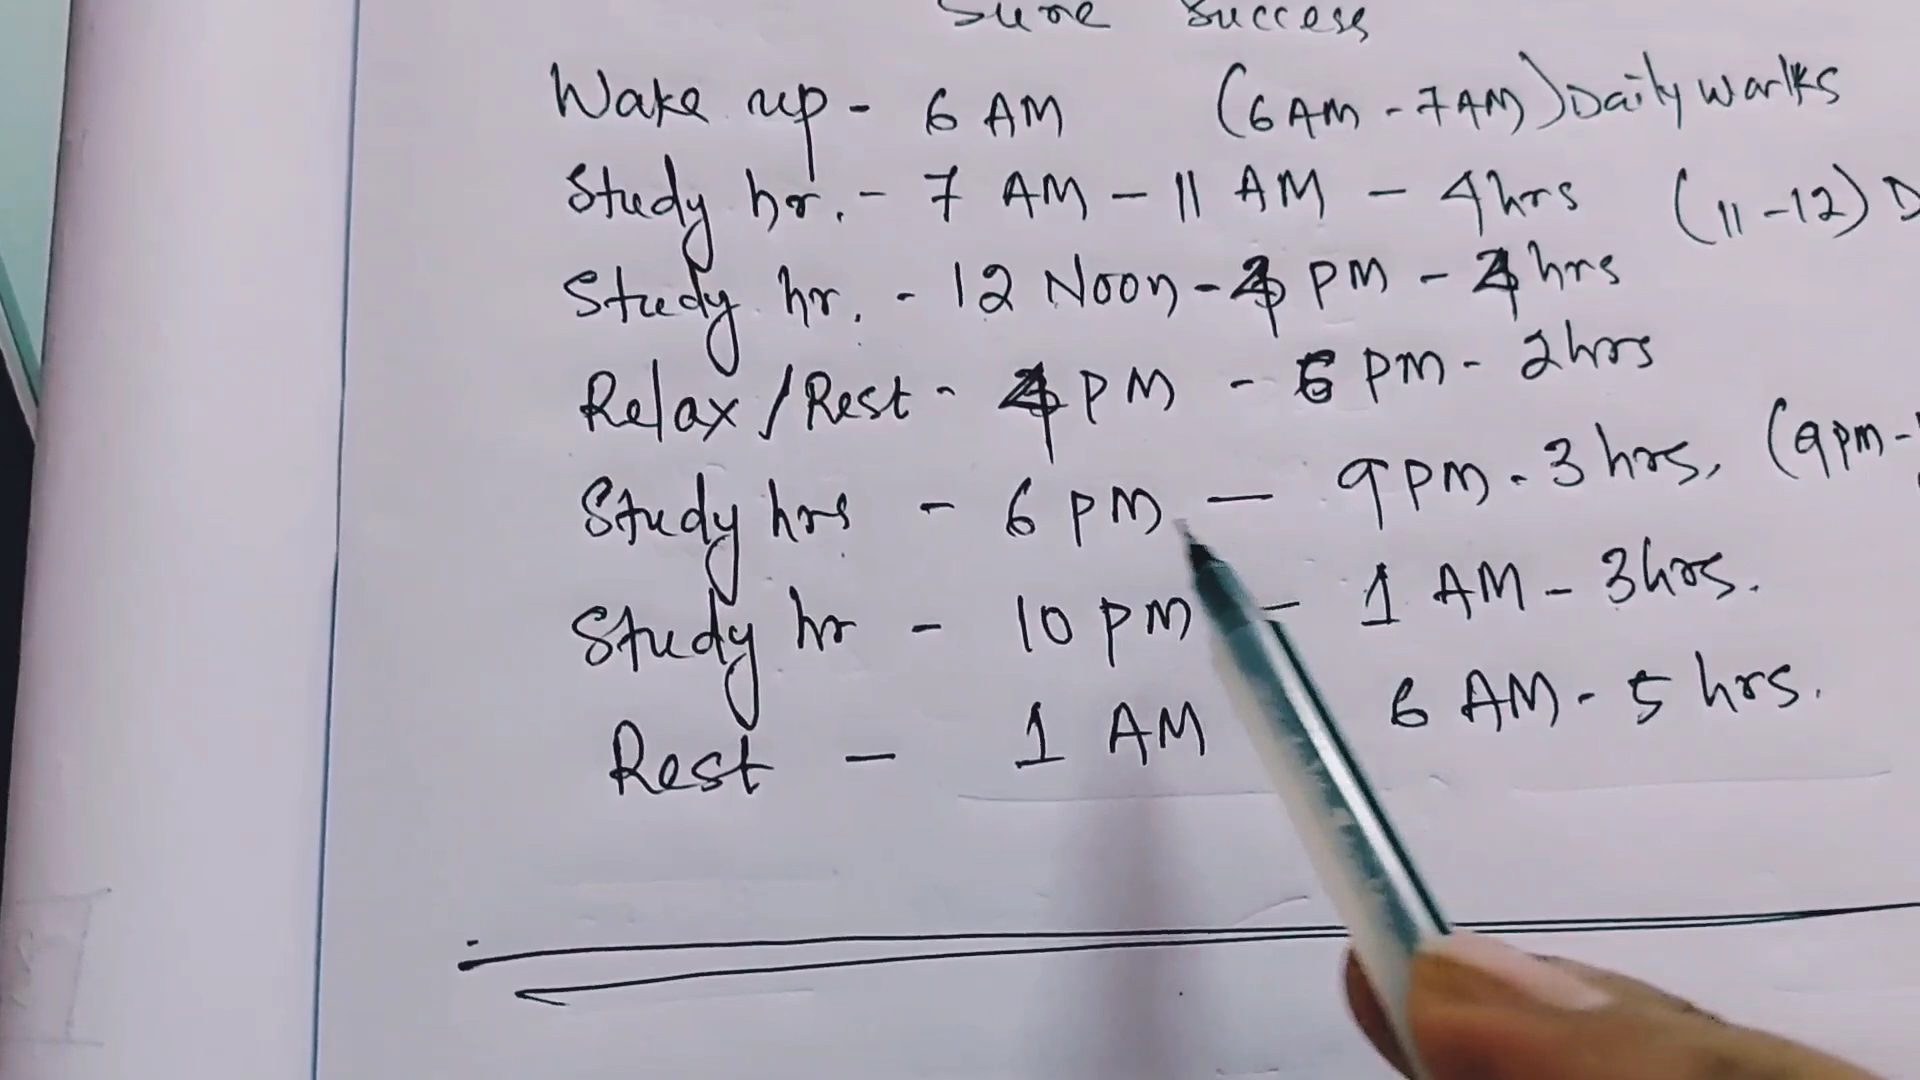 Sure Success
Wake up - 6 AM (6AM - 7AM) Daily works
Study hr. - 7 AM - 11 AM - 4hrs (11-12) D
Study hr. - 12 Noon - 4 PM - 4 hrs
Relax/Rest - 4 PM - 6 PM - 2hrs
Study hrs - 6 PM - 9 PM - 3 hrs, (9pm -
Study hr - 10 PM - 1 AM - 3hrs.
Rest - 1 AM 6 AM - 5 hrs.